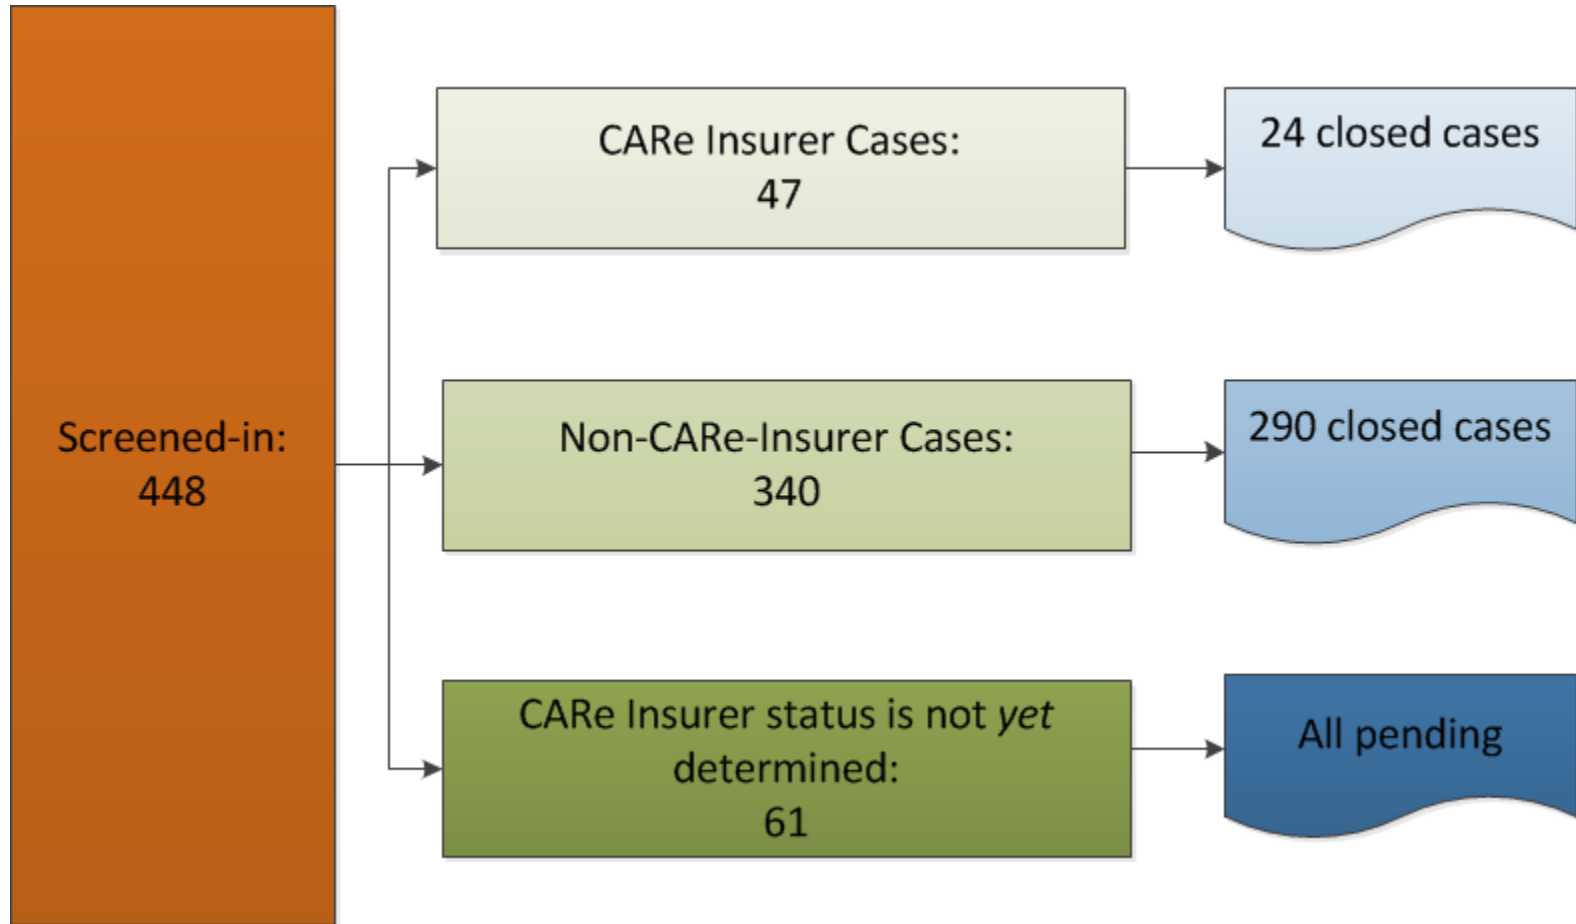 Screened-in:
448
CARe Insurer Cases:
47
24 closed cases
Non-CARe-Insurer Cases:
340
290 closed cases
CARe Insurer status is not yet
determined:
61
All pending